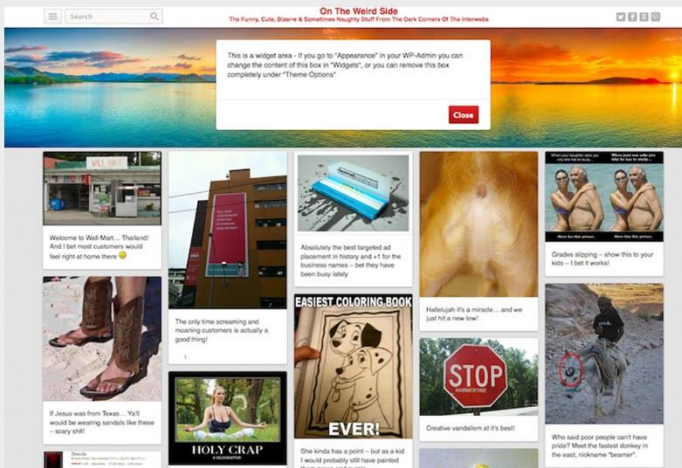 On The Weird Side
The Funny, Cute, Bizarre & Sometimes Naughty Stuff From The Dark Corners Of The Interwebs
Search
This is a widget area - If you go to "Appearance" in your WP-Admin you can
change the content of this box in "Widgets", or you can remove this box
completely under "Theme Options"
Close
WALL MART
Welcome to Wall-Mart... Thailand!
And I bet most customers would
feel right at home there
If Jesus was from Texas... Ya'll
would be wearing sandals like these
– scary shit!
The only time screaming and
moaning customers is actually a
good thing!
HOLY CRAP
Absolutely the best targeted ad
placement in history and +1 for the
business names – bet they have
been busy lately
EASIEST COLORING BOOK
EVER!
She kinda has a point – but as a kid
I would probably still have painted
Hallelujah it's a miracle... and we
just hit a new low!
STOP
HAMMERTIME
Creative vandalism at it's best!
Grades slipping – show this to your
kids – I bet it works!
Who said poor people can't have
pride? Meet the fastest donkey in
the east, nickname "beamer".